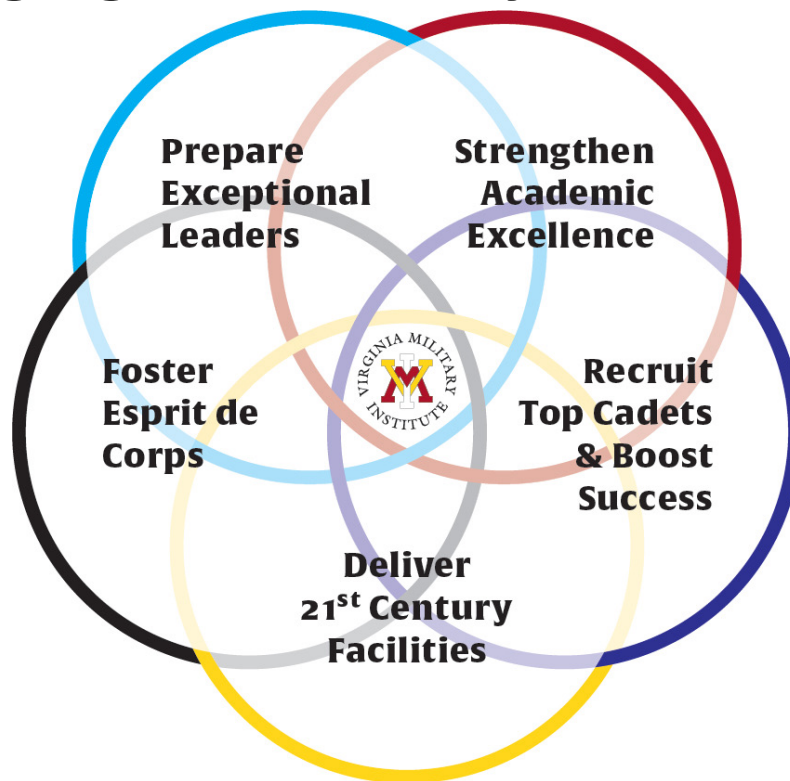 Prepare
Exceptional
Leaders
Strengthen
Academic
Excellence
Foster
Esprit de
Corps
VIRGINIA MILITARY
INSTITUTE
VMI
Recruit
Top Cadets
& Boost
Success
Deliver
21st Century
Facilities